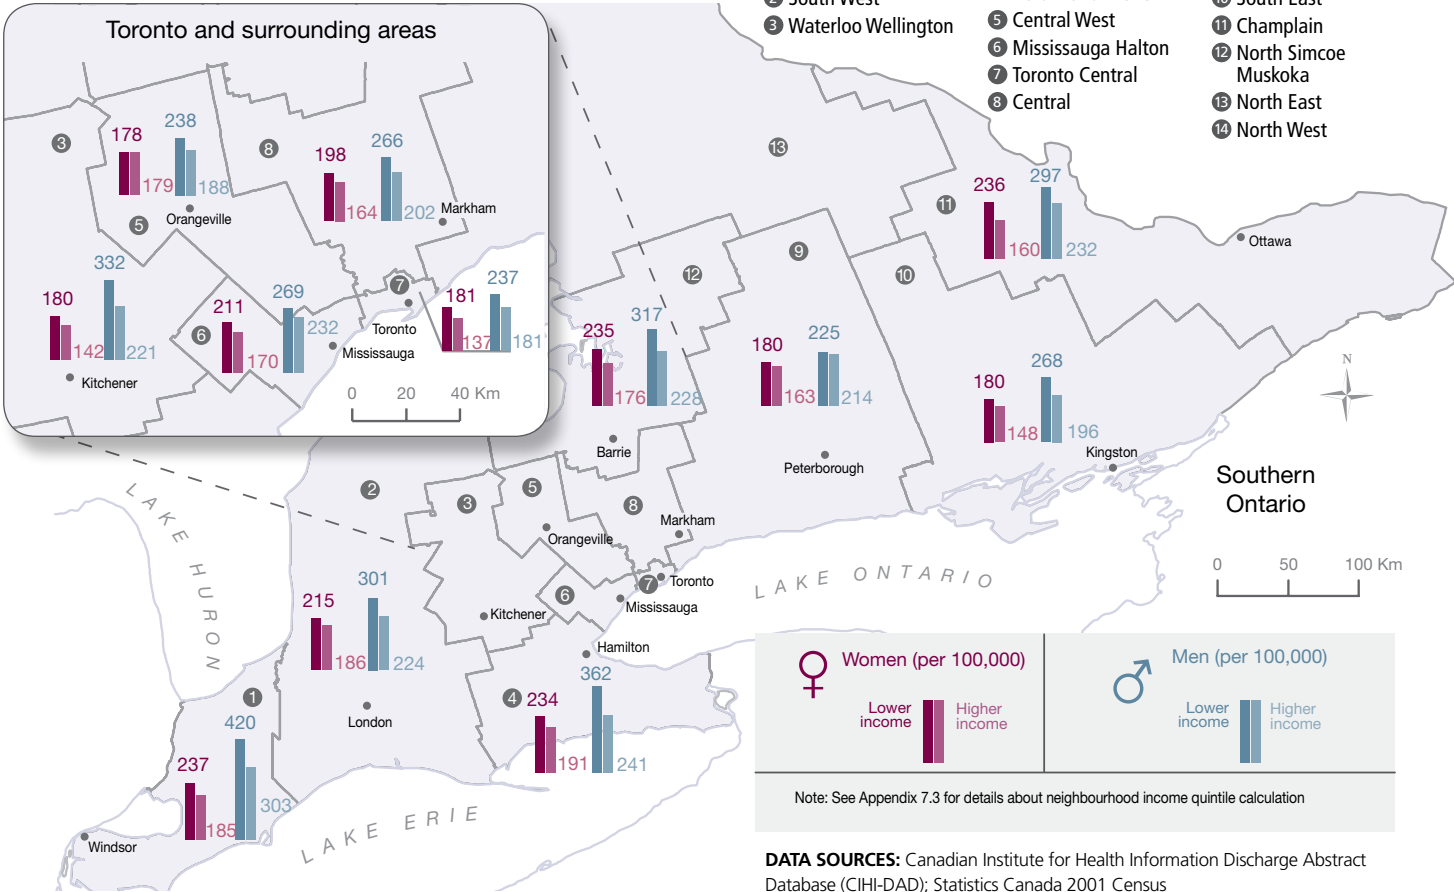 Toronto and surrounding areas
3 Waterloo Wellington
5 Central West
6 Mississauga Halton
7 Toronto Central
8 Central
10 South East
11 Champlain
12 North Simcoe
Muskoka
13 North East
14 North West
3
178
179
238
188
Orangeville
5
8
198
164
266
202
Markham
180
142
332
221
Kitchener
6
211
170
269
232
Mississauga
7
Toronto
181
137
237
181
0 20 40 Km
13
11
236
160
297
232
Ottawa
12
235
176
317
228
Barrie
9
180
163
225
214
Peterborough
10
180
148
268
196
Kingston
N
Southern
Ontario
0 50 100 Km
LAKE HURON
2
3
5
Orangeville
8
Markham
7
Toronto
6
Mississauga
Kitchener
Hamilton
LAKE ONTARIO
215
186
301
224
London
4
234
191
362
241
1
237
185
420
303
Windsor
LAKE ERIE
Women (per 100,000)
Lower
income
Higher
income
Men (per 100,000)
Lower
income
Higher
income
Note: See Appendix 7.3 for details about neighbourhood income quintile calculation
DATA SOURCES: Canadian Institute for Health Information Discharge Abstract
Database (CIHI-DAD); Statistics Canada 2001 Census